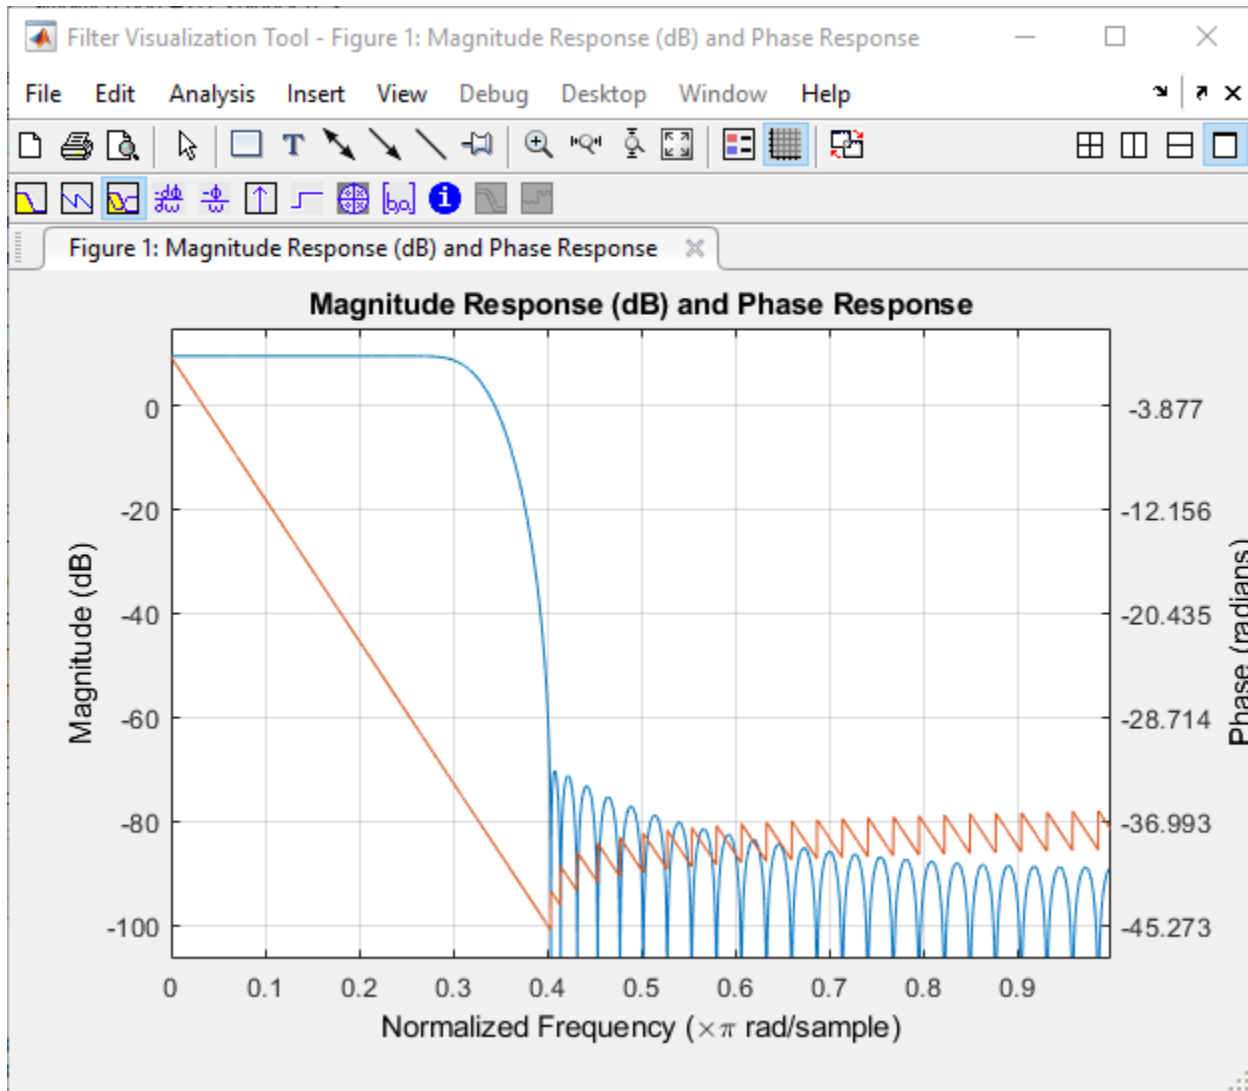 Filter Visualization Tool - Figure 1: Magnitude Response (dB) and Phase Response
File Edit Analysis Insert View Debug Desktop Window Help
Figure 1: Magnitude Response (dB) and Phase Response
Magnitude Response (dB) and Phase Response
0
-20
-40
-60
-80
-100
Magnitude (dB)
-3.877
-12.156
-20.435
-28.714
-36.993
-45.273
Phase (radians)
0 0.1 0.2 0.3 0.4 0.5 0.6 0.7 0.8 0.9
Normalized Frequency (×π rad/sample)